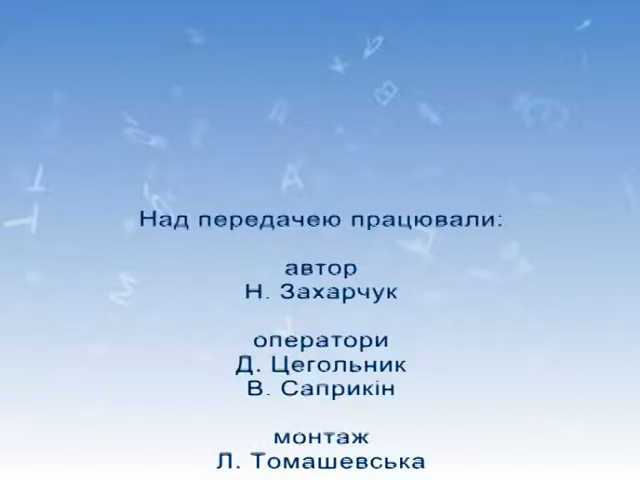 Над передачею працювали:
автор
Н. Захарчук
оператори
Д. Цегольник
В. Саприкін
монтаж
Л. Томашевська